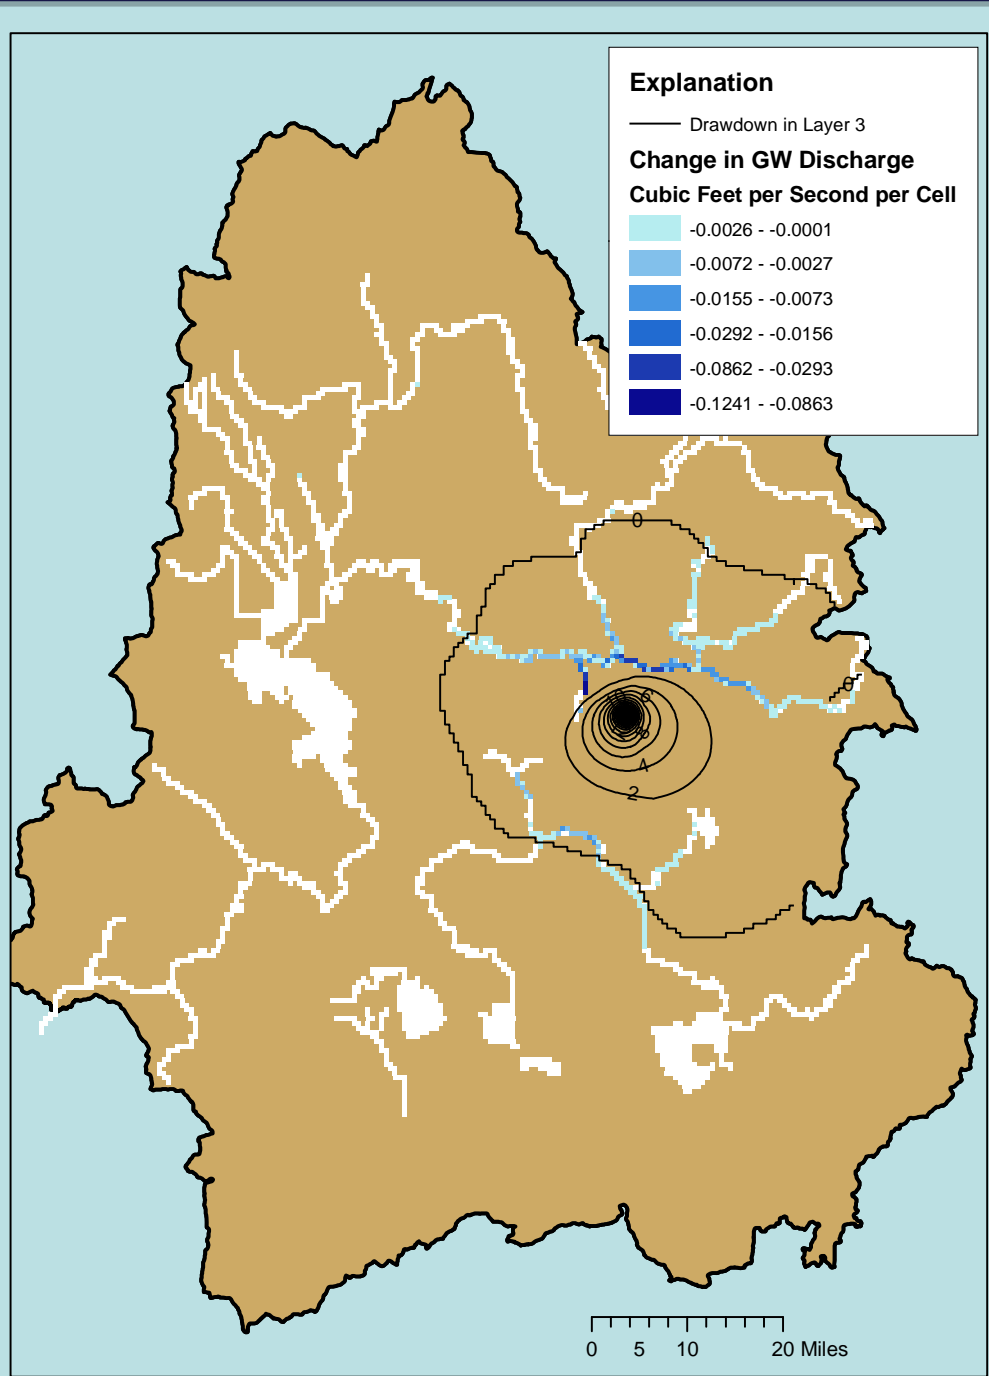 Explanation
Drawdown in Layer 3
Change in GW Discharge
Cubic Feet per Second per Cell
-0.0026 - -0.0001
-0.0072 - -0.0027
-0.0155 - -0.0073
-0.0292 - -0.0156
-0.0862 - -0.0293
-0.1241 - -0.0863
0
0
6
8
4
2
0 5 10 20 Miles